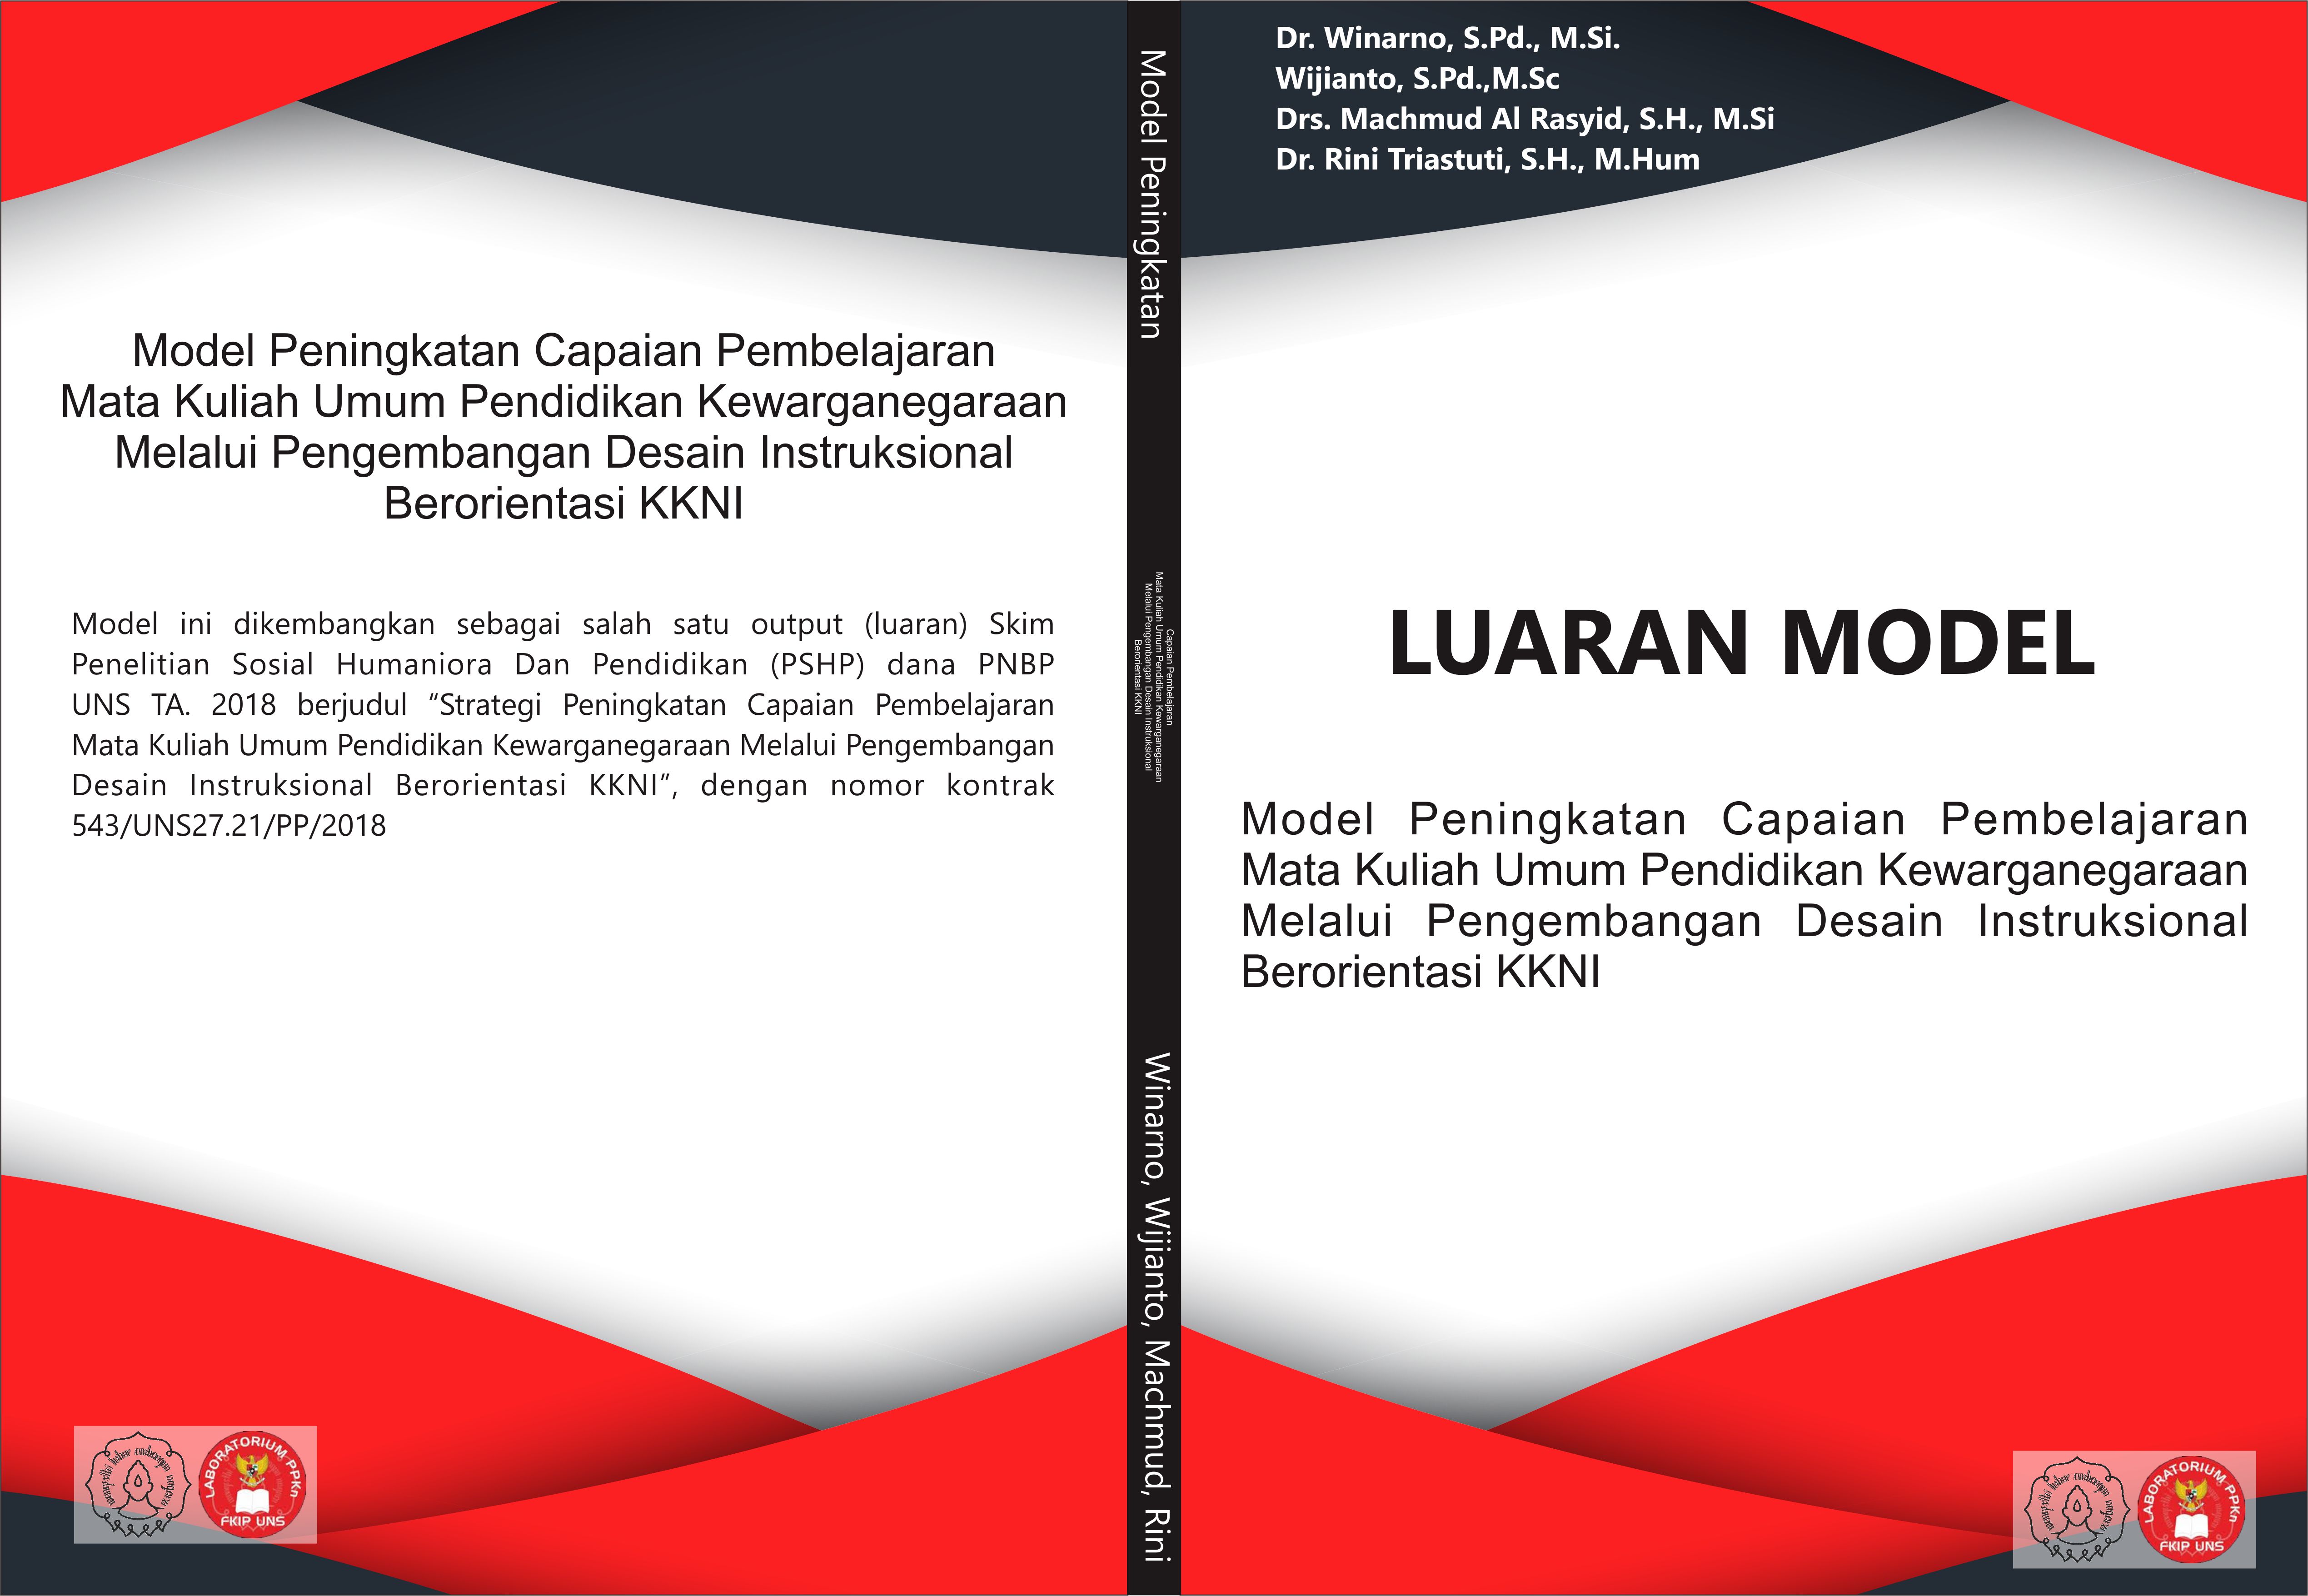 Model Peningkatan Capaian Pembelajaran
Mata Kuliah Umum Pendidikan Kewarganegaraan
Melalui Pengembangan Desain Instruksional
Berorientasi KKNI
Model ini dikembangkan sebagai salah satu output (luaran) Skim
Penelitian Sosial Humaniora Dan Pendidikan (PSHP) dana PNBP
UNS TA. 2018 berjudul “Strategi Peningkatan Capaian Pembelajaran
Mata Kuliah Umum Pendidikan Kewarganegaraan Melalui Pengembangan
Desain Instruksional Berorientasi KKNI”, dengan nomor kontrak
543/UNS27.21/PP/2018
LABORATORIUM PPKn
FKIP UNS
Model Peningkatan
Capaian Pembelajaran
Mata Kuliah Umum Pendidikan Kewarganegaraan
Melalui Pengembangan Desain Instruksional
Berorientasi KKNI
Winarno, Wijianto, Machmud, Rini
Dr. Winarno, S.Pd., M.Si.
Wijianto, S.Pd.,M.Sc
Drs. Machmud Al Rasyid, S.H., M.Si
Dr. Rini Triastuti, S.H., M.Hum
LUARAN MODEL
Model Peningkatan Capaian Pembelajaran
Mata Kuliah Umum Pendidikan Kewarganegaraan
Melalui Pengembangan Desain Instruksional
Berorientasi KKNI
LABORATORIUM PPKn
FKIP UNS